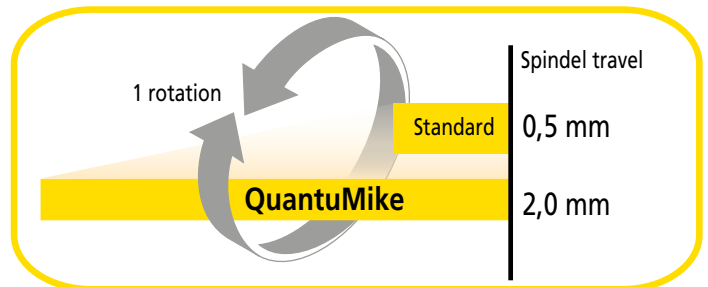 Spindel travel
1 rotation
Standard
0,5 mm
QuantuMike
2,0 mm